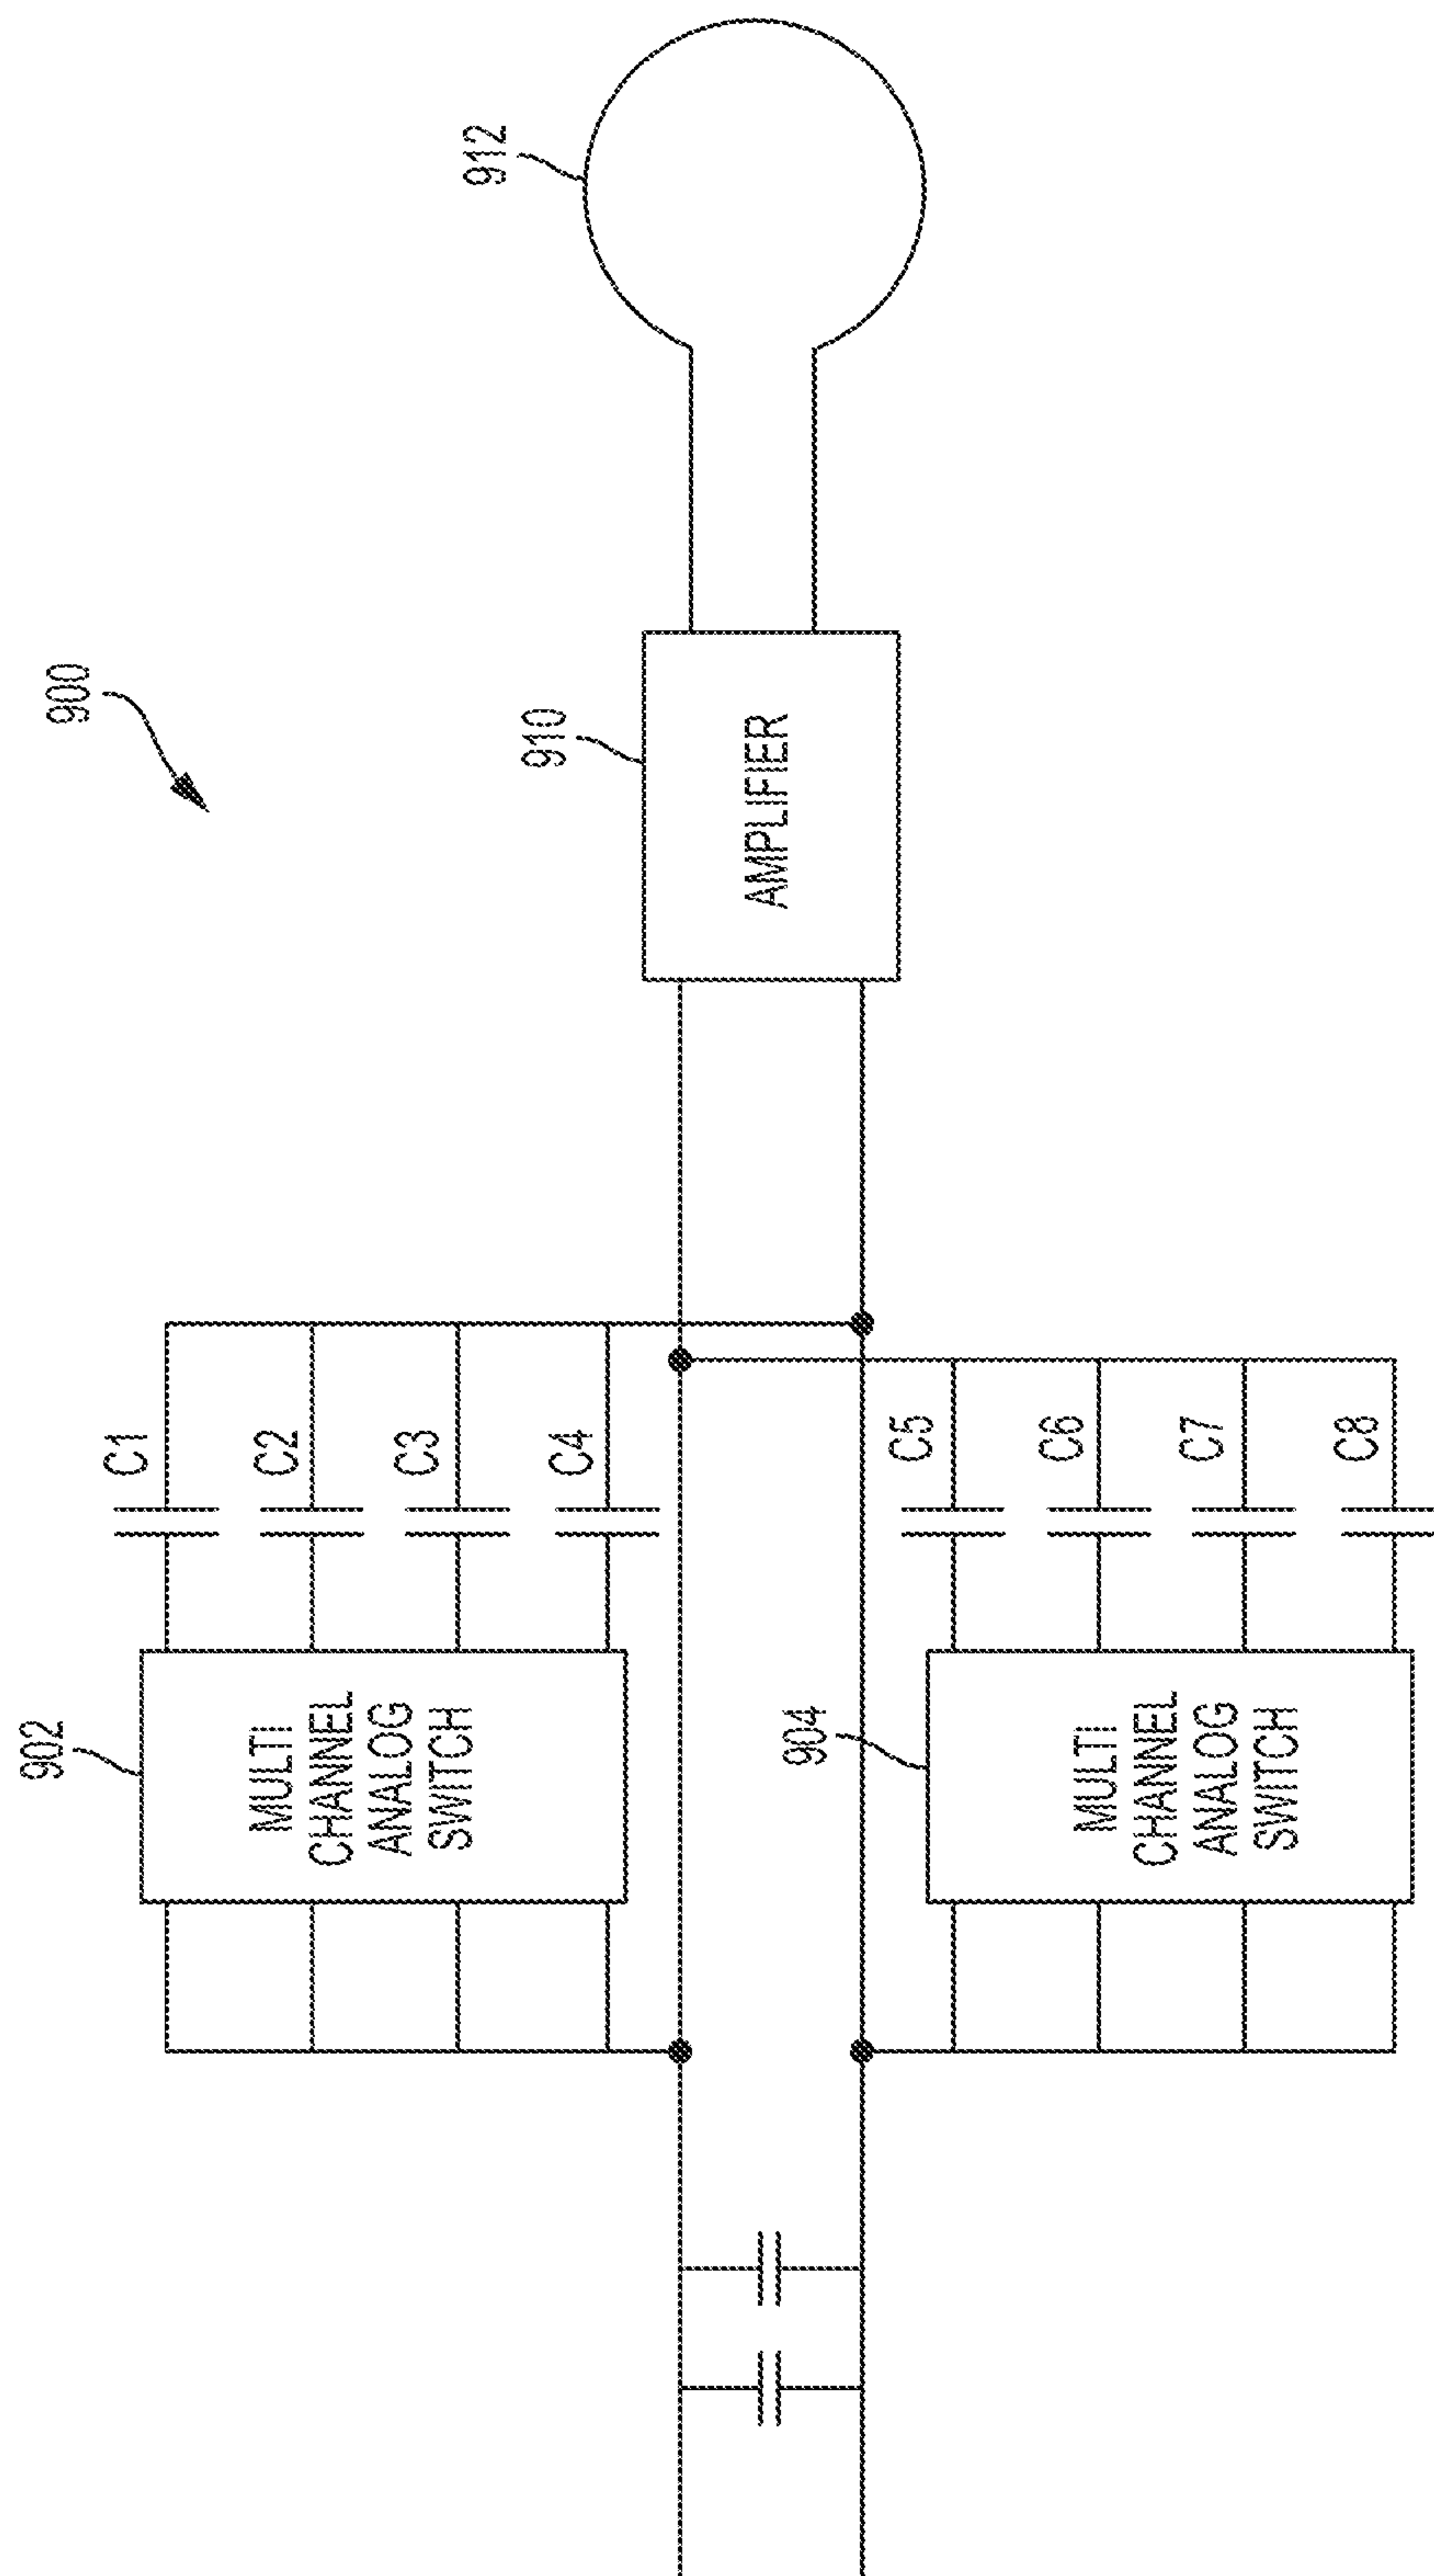 900
902
MULTI
CHANNEL
ANALOG
SWITCH
C1
C2
C3
C4
904
MULTI
CHANNEL
ANALOG
SWITCH
C5
C6
C7
C8
910
AMPLIFIER
912